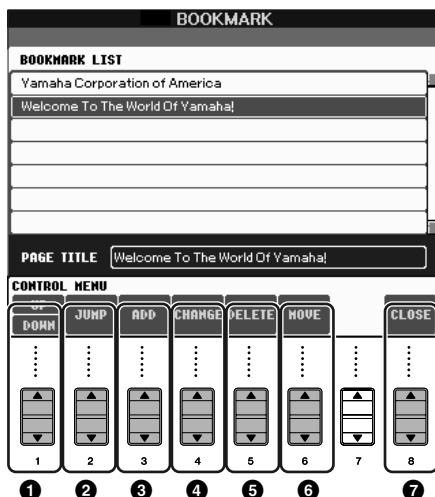 BOOKMARK
BOOKMARK LIST
Yamaha Corporation of America
Welcome To The World Of Yamaha!
PAGE TITLE Welcome To The World Of Yamaha!
CONTROL MENU
UP
DOWN JUMP ADD CHANGE DELETE MOVE CLOSE
1 2 3 4 5 6 7 8
❶ ❷ ❸ ❹ ❺ ❻ ❼